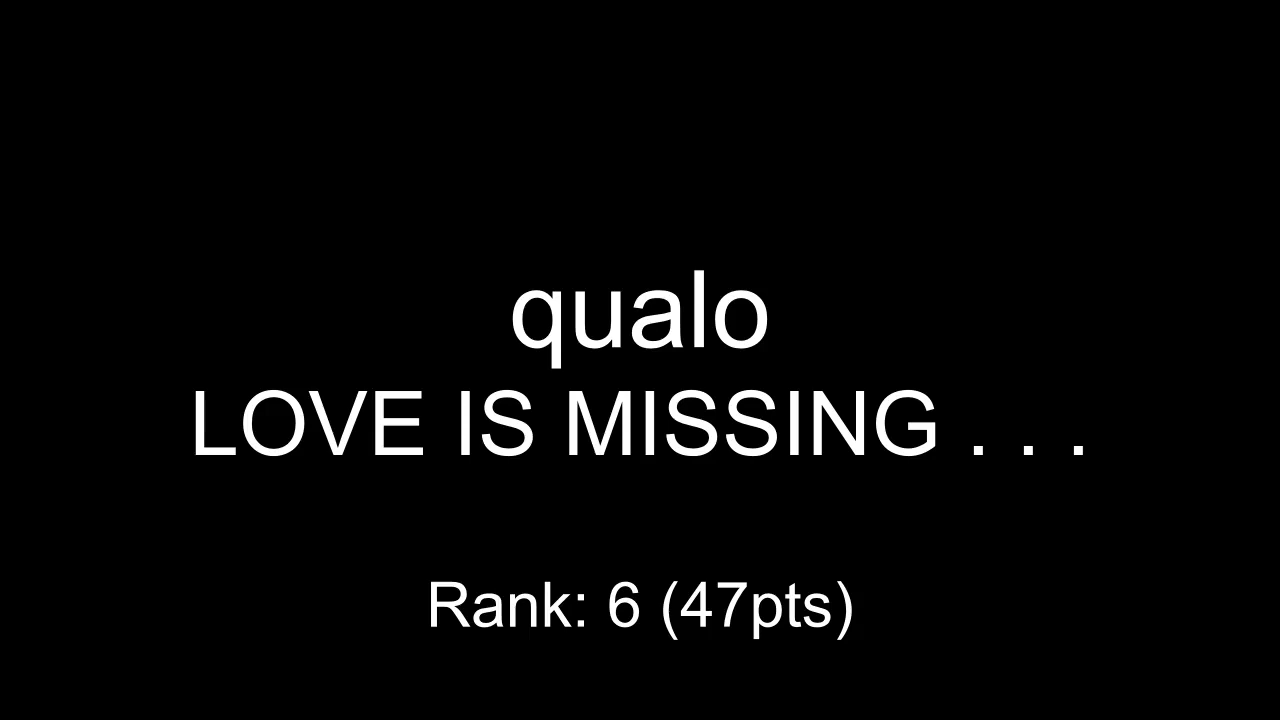 qualo
LOVE IS MISSING . . .
Rank: 6 (47pts)